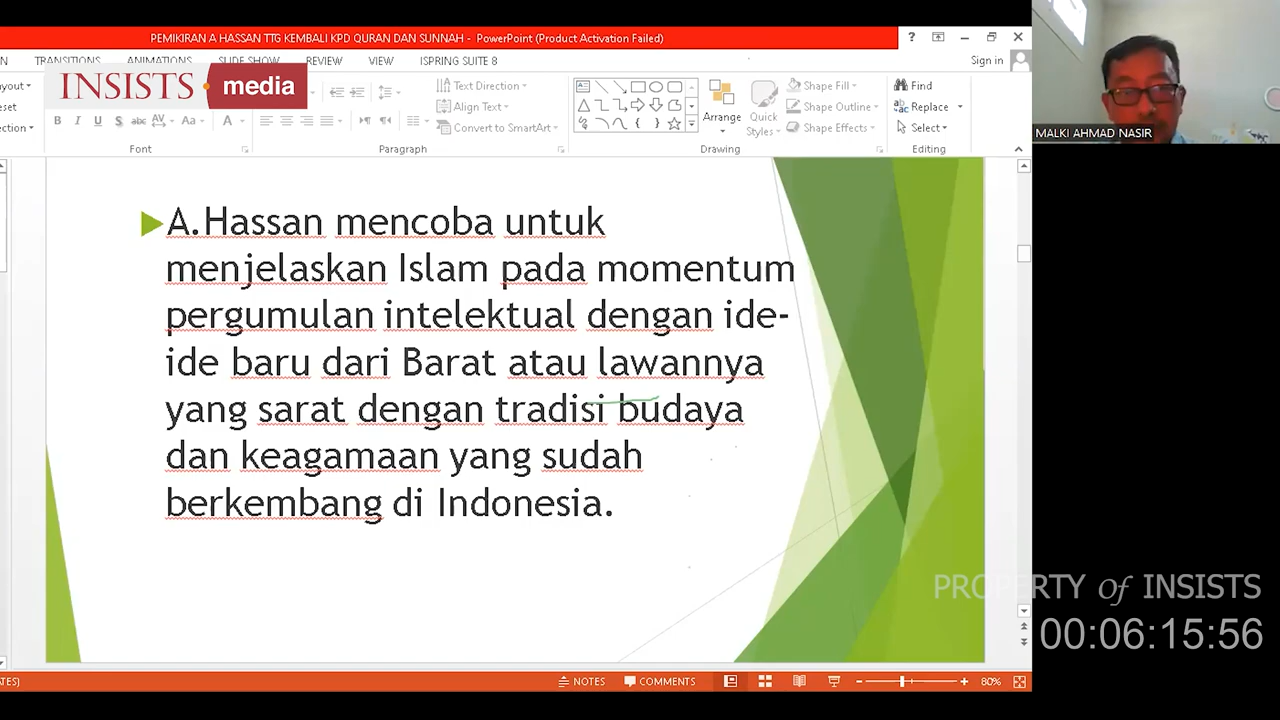 PEMIKIRAN A HASSAN TTG KEMBALI KPD QURAN DAN SUNNAH - PowerPoint (Product Activation Failed)
TRANSITIONS ANIMATIONS SLIDE SHOW REVIEW VIEW ISPRING SUITE 8 Sign in
INSISTS media
Text Direction
Align Text
Convert to SmartArt
Arrange
Quick Styles
Shape Fill
Shape Outline
Shape Effects
Find
Replace
Select
Font Paragraph Drawing Editing
MALKI AHMAD NASIR
A.Hassan mencoba untuk
menjelaskan Islam pada momentum
pergumulan intelektual dengan ide-
ide baru dari Barat atau lawannya
yang sarat dengan tradisi budaya
dan keagamaan yang sudah
berkembang di Indonesia.
PROPERTY of INSISTS
00:06:15:56
NOTES COMMENTS 80%